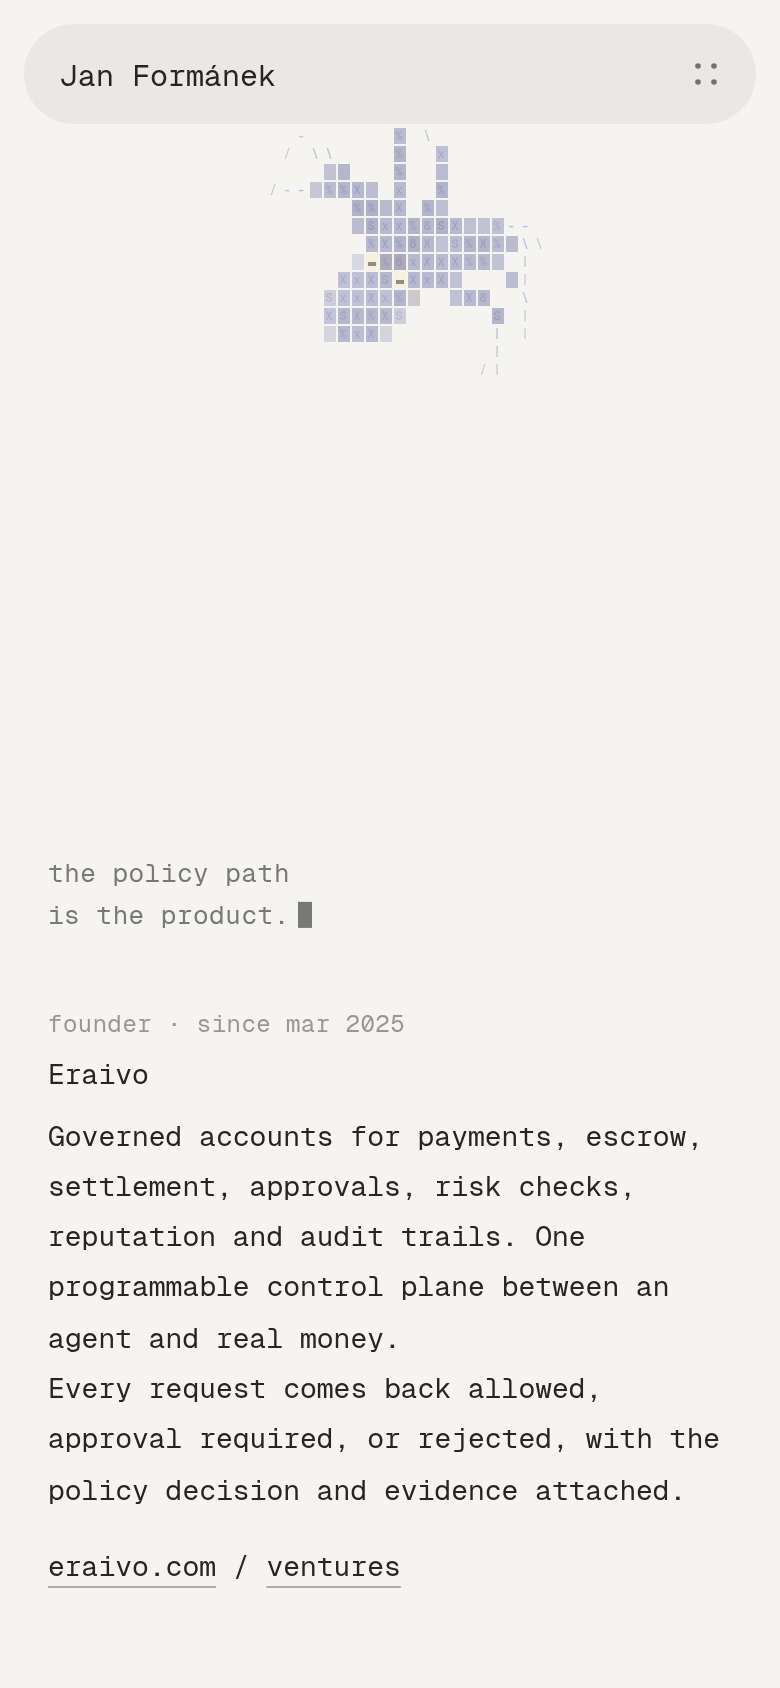 Jan Formánek
the policy path
is the product.
founder · since mar 2025
Eraivo
Governed accounts for payments, escrow,
settlement, approvals, risk checks,
reputation and audit trails. One
programmable control plane between an
agent and real money.
Every request comes back allowed,
approval required, or rejected, with the
policy decision and evidence attached.
eraivo.com / ventures